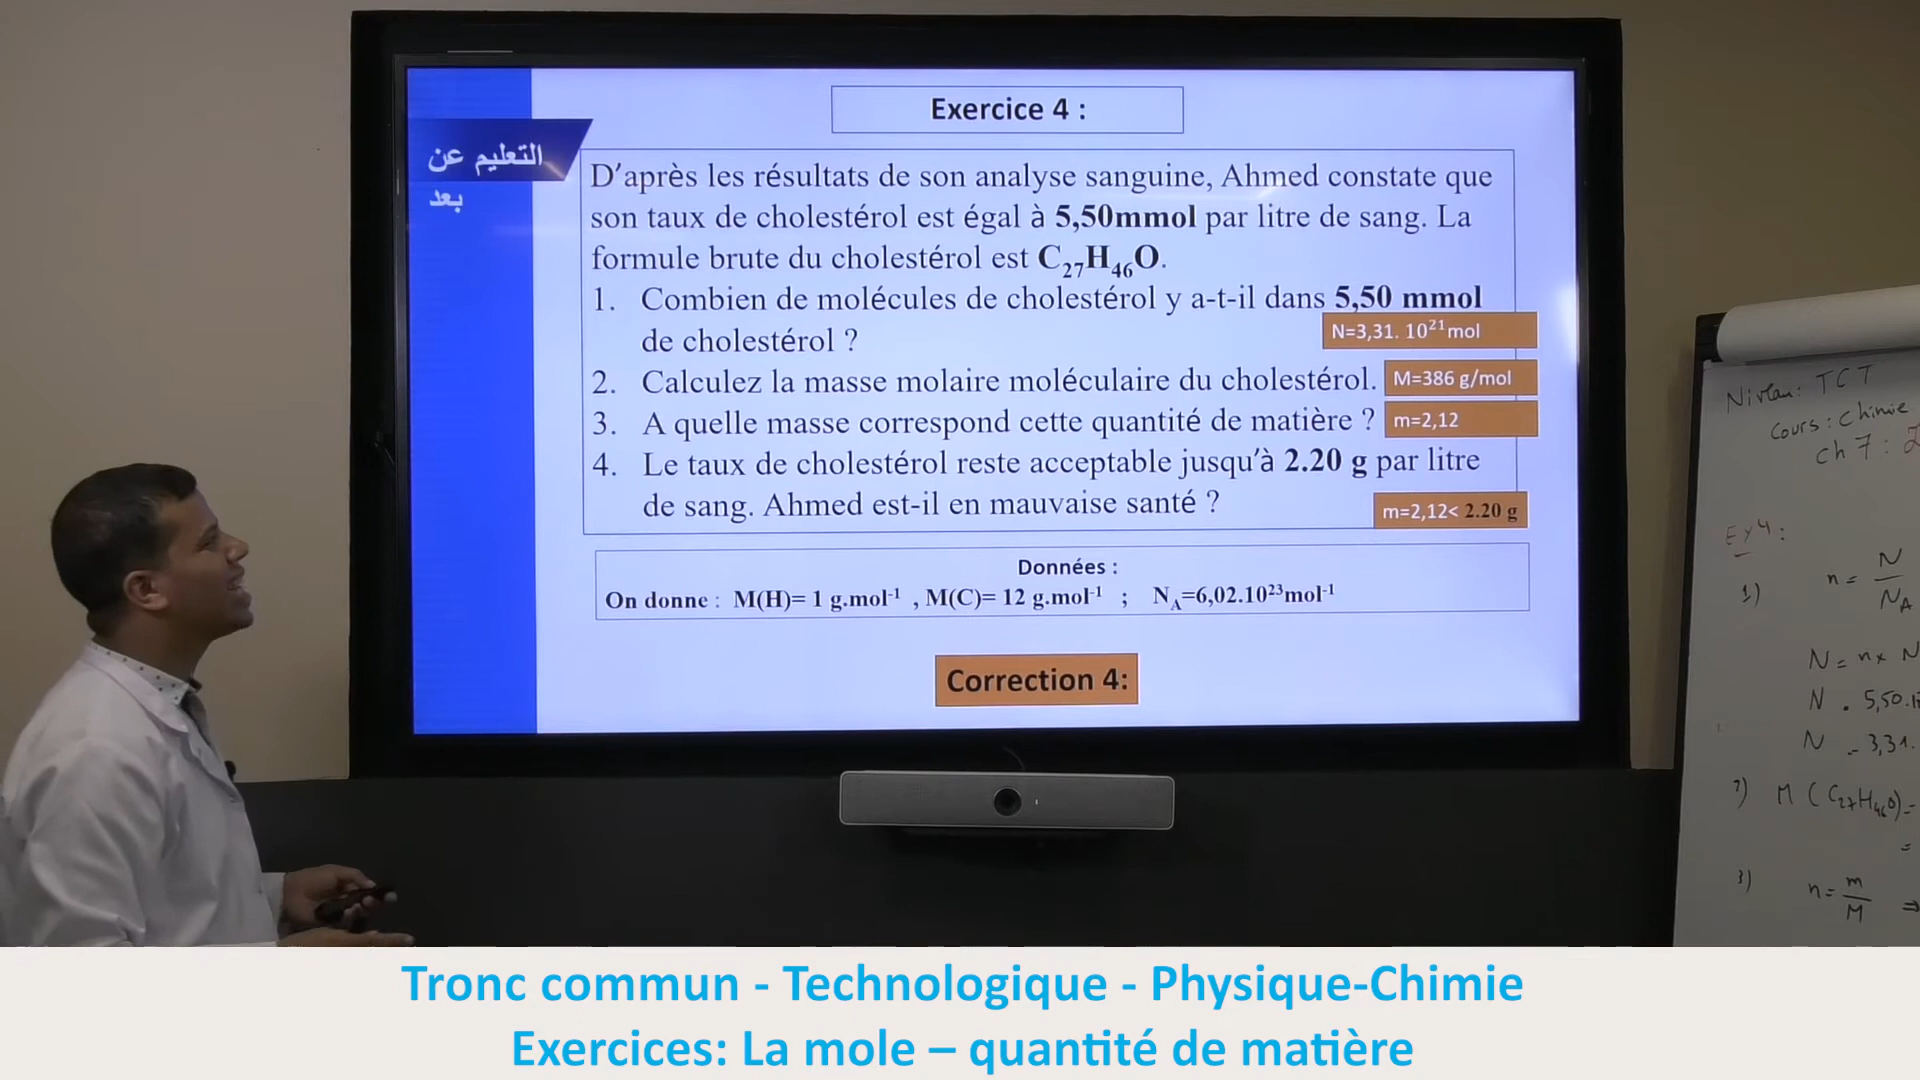 Exercice 4 :
التعليم عن
بعد
D'après les résultats de son analyse sanguine, Ahmed constate que
son taux de cholestérol est égal à 5,50mmol par litre de sang. La
formule brute du cholestérol est C₂₇H₄₆O.
1. Combien de molécules de cholestérol y a-t-il dans 5,50 mmol
de cholestérol ?
N=3,31. 10²¹mol
2. Calculez la masse molaire moléculaire du cholestérol.
M=386 g/mol
3. A quelle masse correspond cette quantité de matière ?
m=2,12
4. Le taux de cholestérol reste acceptable jusqu'à 2.20 g par litre
de sang. Ahmed est-il en mauvaise santé ?
m=2,12< 2.20 g
Données :
On donne : M(H)= 1 g.mol⁻¹ , M(C)= 12 g.mol⁻¹ ; N_A=6,02.10²³mol⁻¹
Correction 4:
Niveau: TCT
Cours: Chimie
Ch 7 :
Ex4:
1) n = N / N_A
N = n x N
N = 5,50.1
N = 3,31.
2) M (C₂₇H₄₆O) =
=
3) n = m / M ⇒
Tronc commun - Technologique - Physique-Chimie
Exercices: La mole – quantité de matière